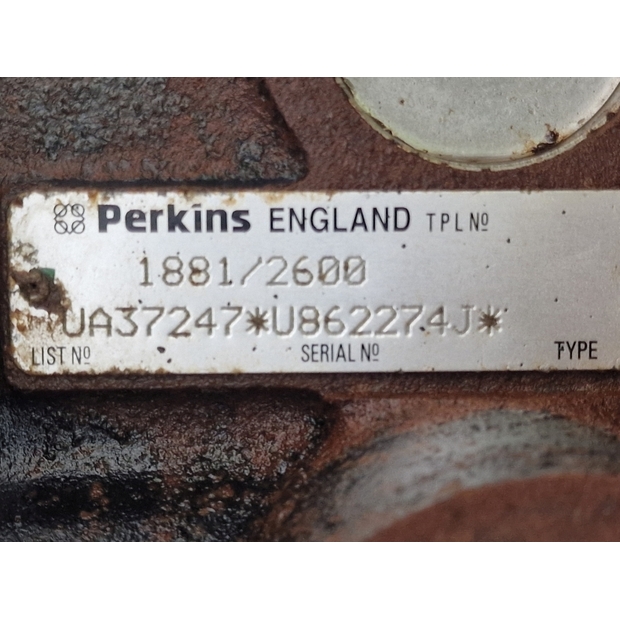 Perkins ENGLAND TPL Nº
1881/2600
UA37247*U862274J*
LIST Nº SERIAL Nº TYPE